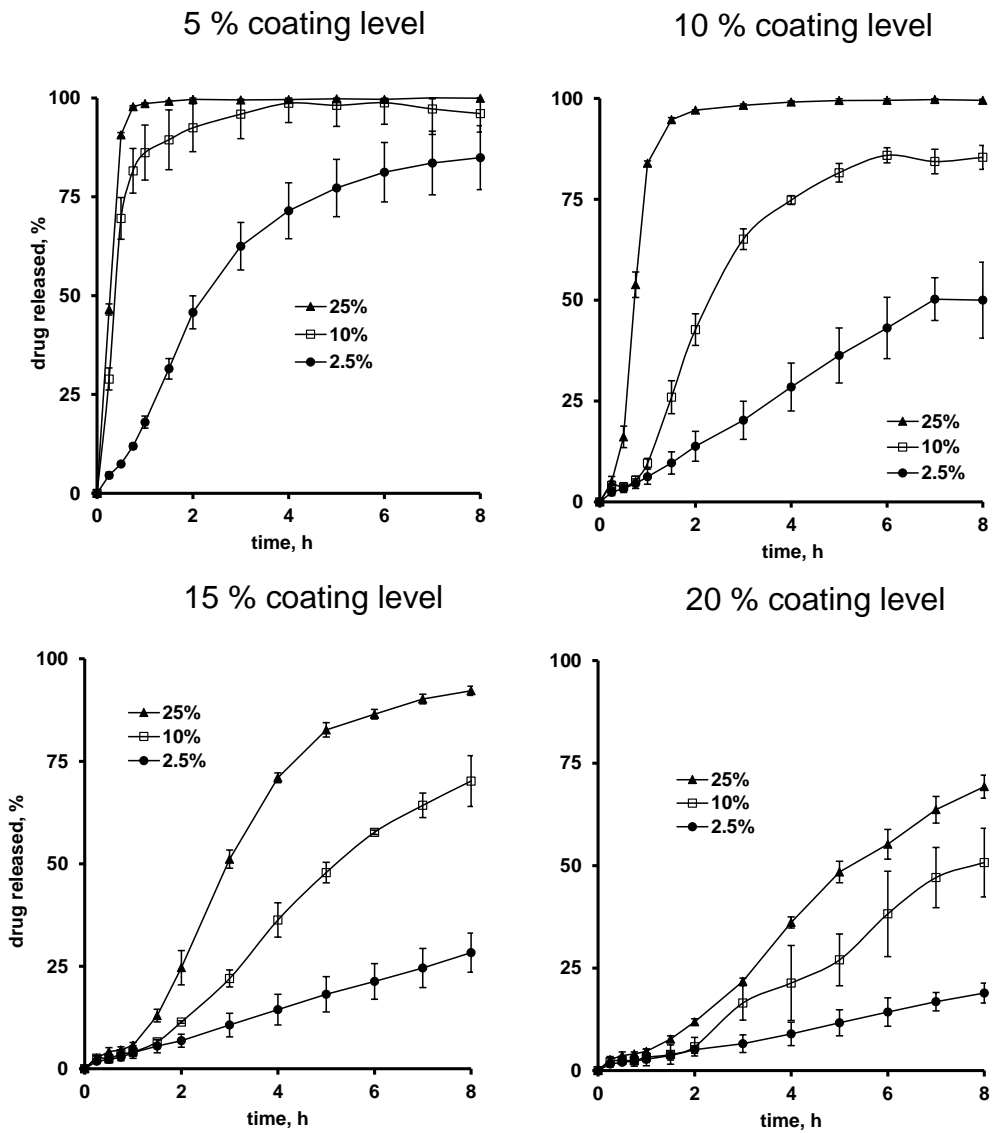 5 % coating level
100
75
50
25
0
drug released, %
25%
10%
2.5%
0 2 4 6 8
time, h
10 % coating level
100
75
50
25
0
25%
10%
2.5%
0 2 4 6 8
time, h
15 % coating level
100
75
50
25
0
drug released, %
25%
10%
2.5%
0 2 4 6 8
time, h
20 % coating level
100
75
50
25
0
25%
10%
2.5%
0 2 4 6 8
time, h